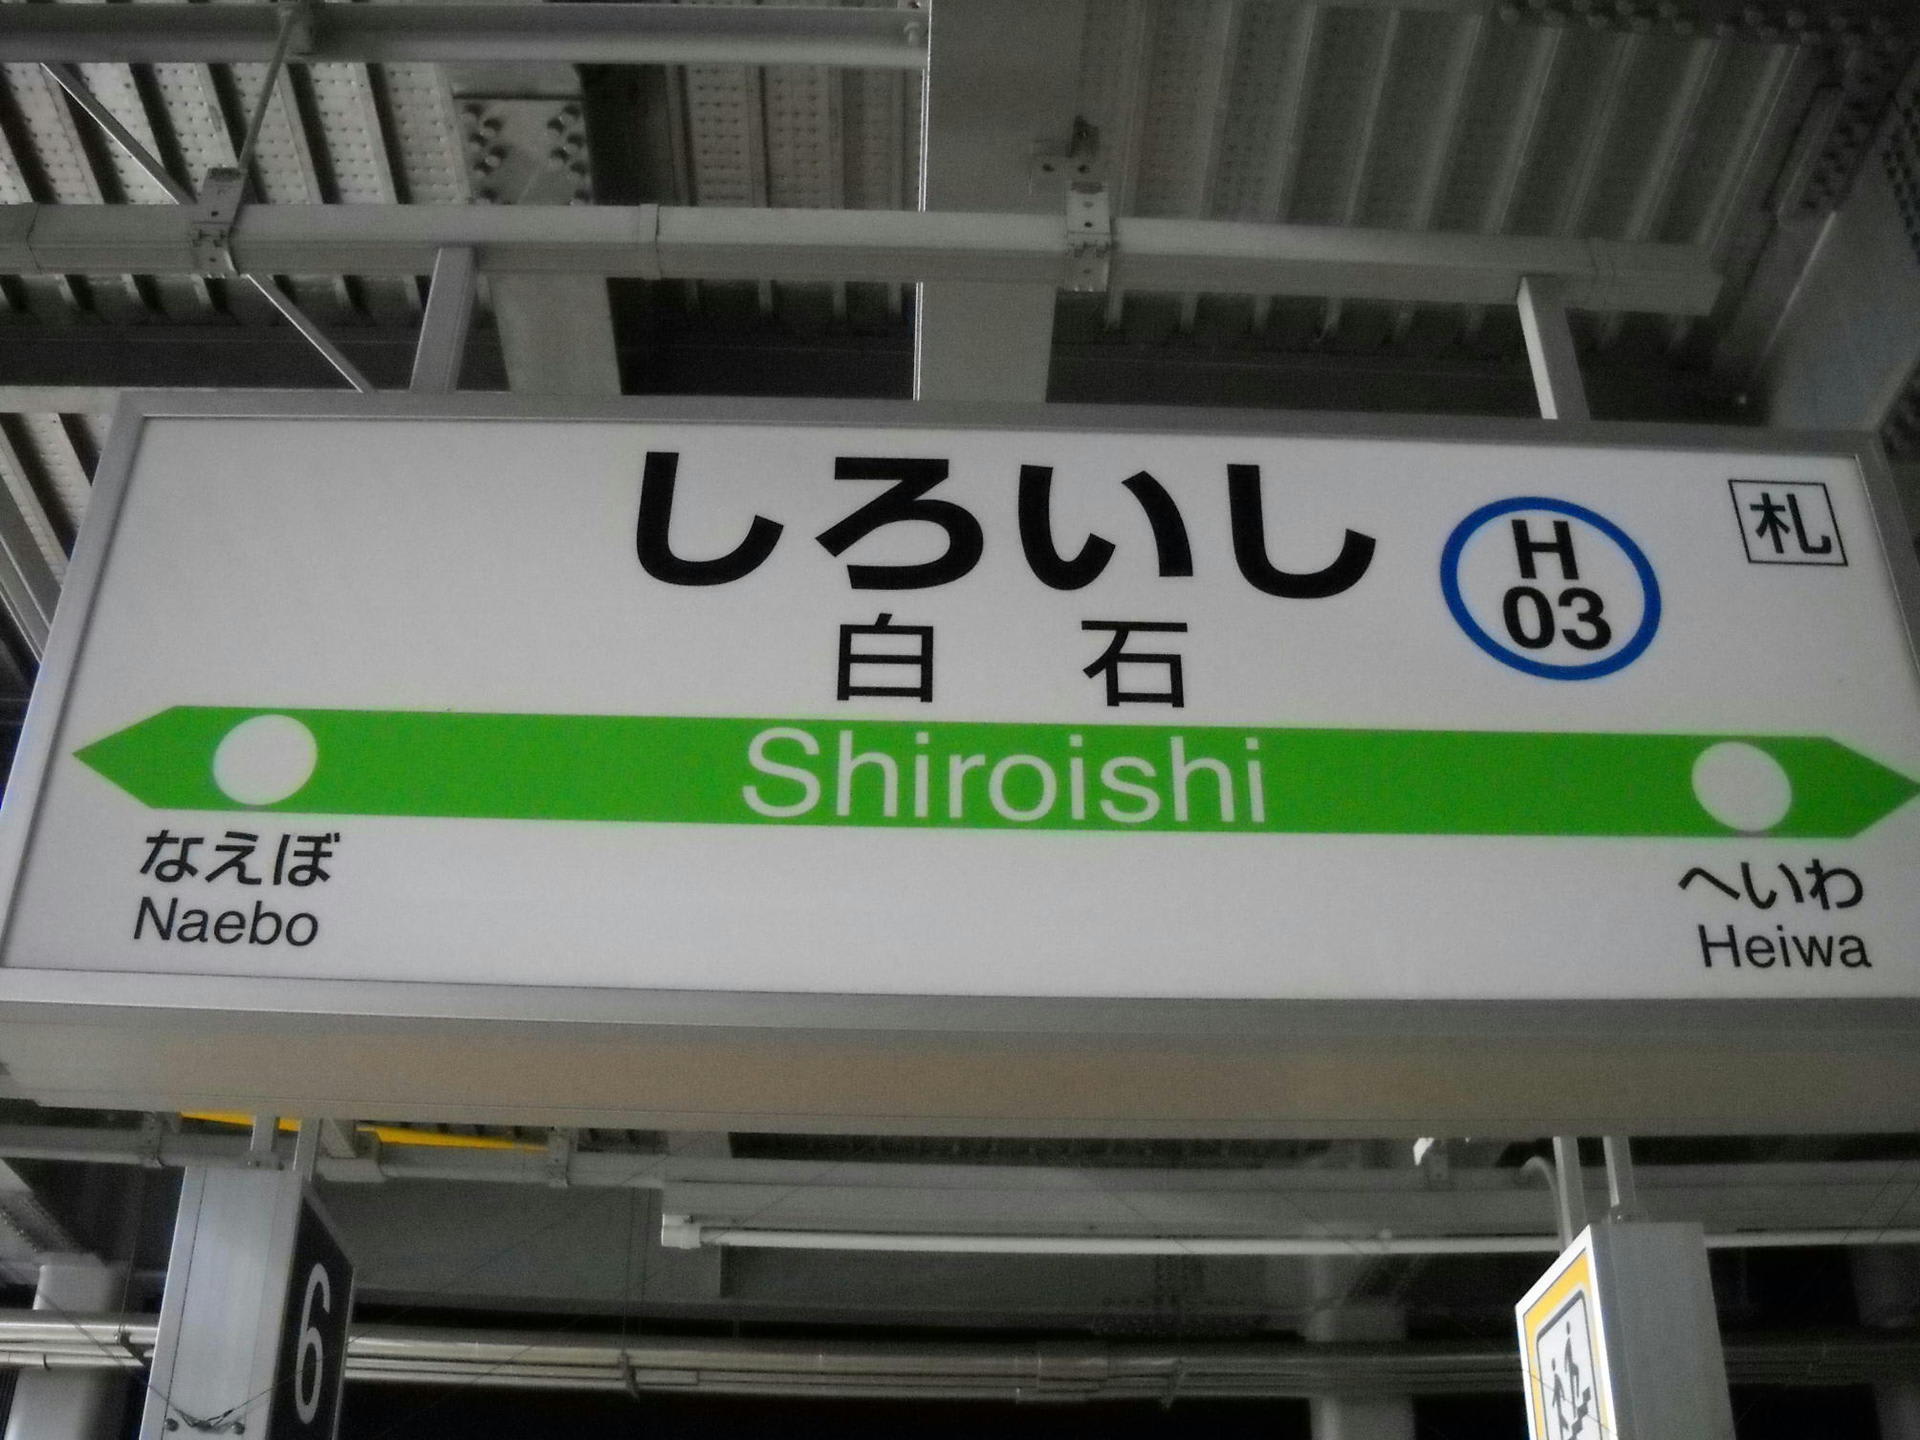 しろいし
H
03
札
白石
Shiroishi
なえぼ
Naebo
へいわ
Heiwa
6